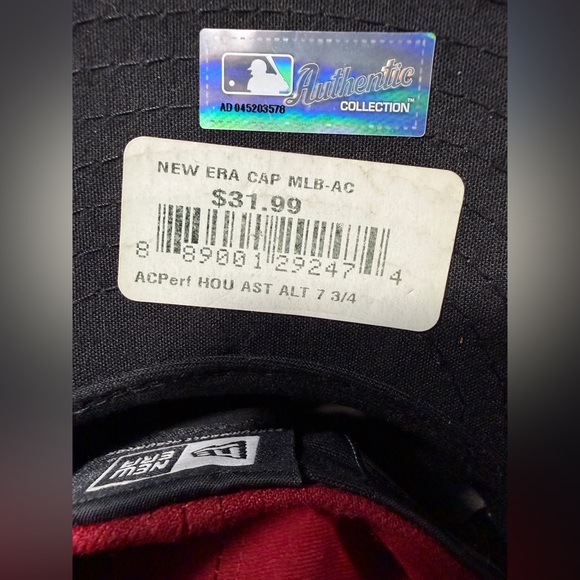 Authentic
COLLECTION™
AD 045203578
NEW ERA CAP MLB-AC
$31.99
8 89001 29247 4
ACPerf HOU AST ALT 7 3/4
NEW
ERA